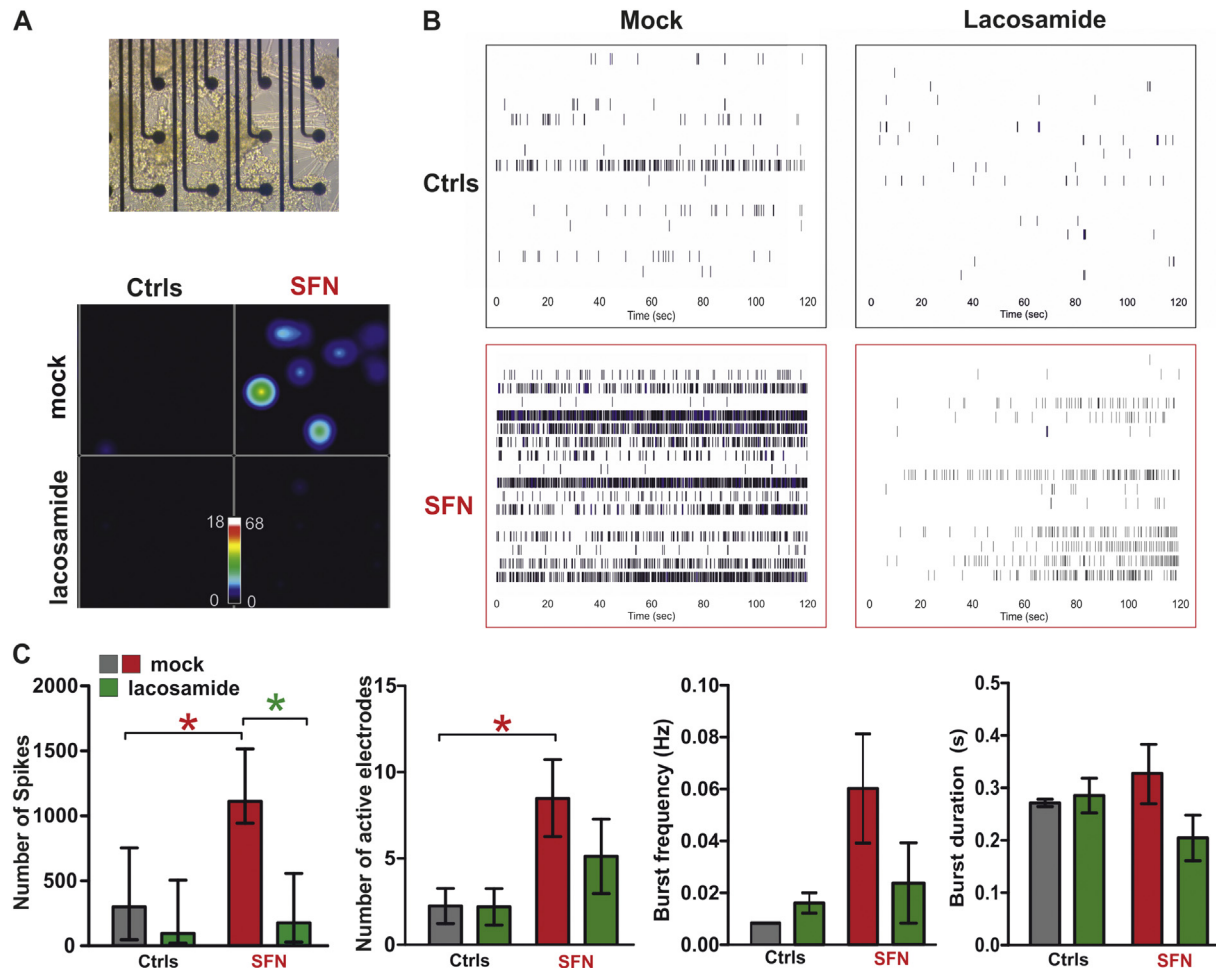 A
B
Mock
Lacosamide
Ctrls
0 20 40 60 80 100 120
Time (sec)
0 20 40 60 80 100 120
Time (sec)
Ctrls
SFN
mock
lacosamide
18 68
0 0
SFN
0 20 40 60 80 100 120
Time (sec)
0 20 40 60 80 100 120
Time (sec)
C
mock
lacosamide
Number of Spikes
2000
1500
1000
500
0
*
*
Ctrls
SFN
Number of active electrodes
15
10
5
0
*
Ctrls
SFN
Burst frequency (Hz)
0.10
0.08
0.06
0.04
0.02
0.00
Ctrls
SFN
Burst duration (s)
0.5
0.4
0.3
0.2
0.1
0.0
Ctrls
SFN